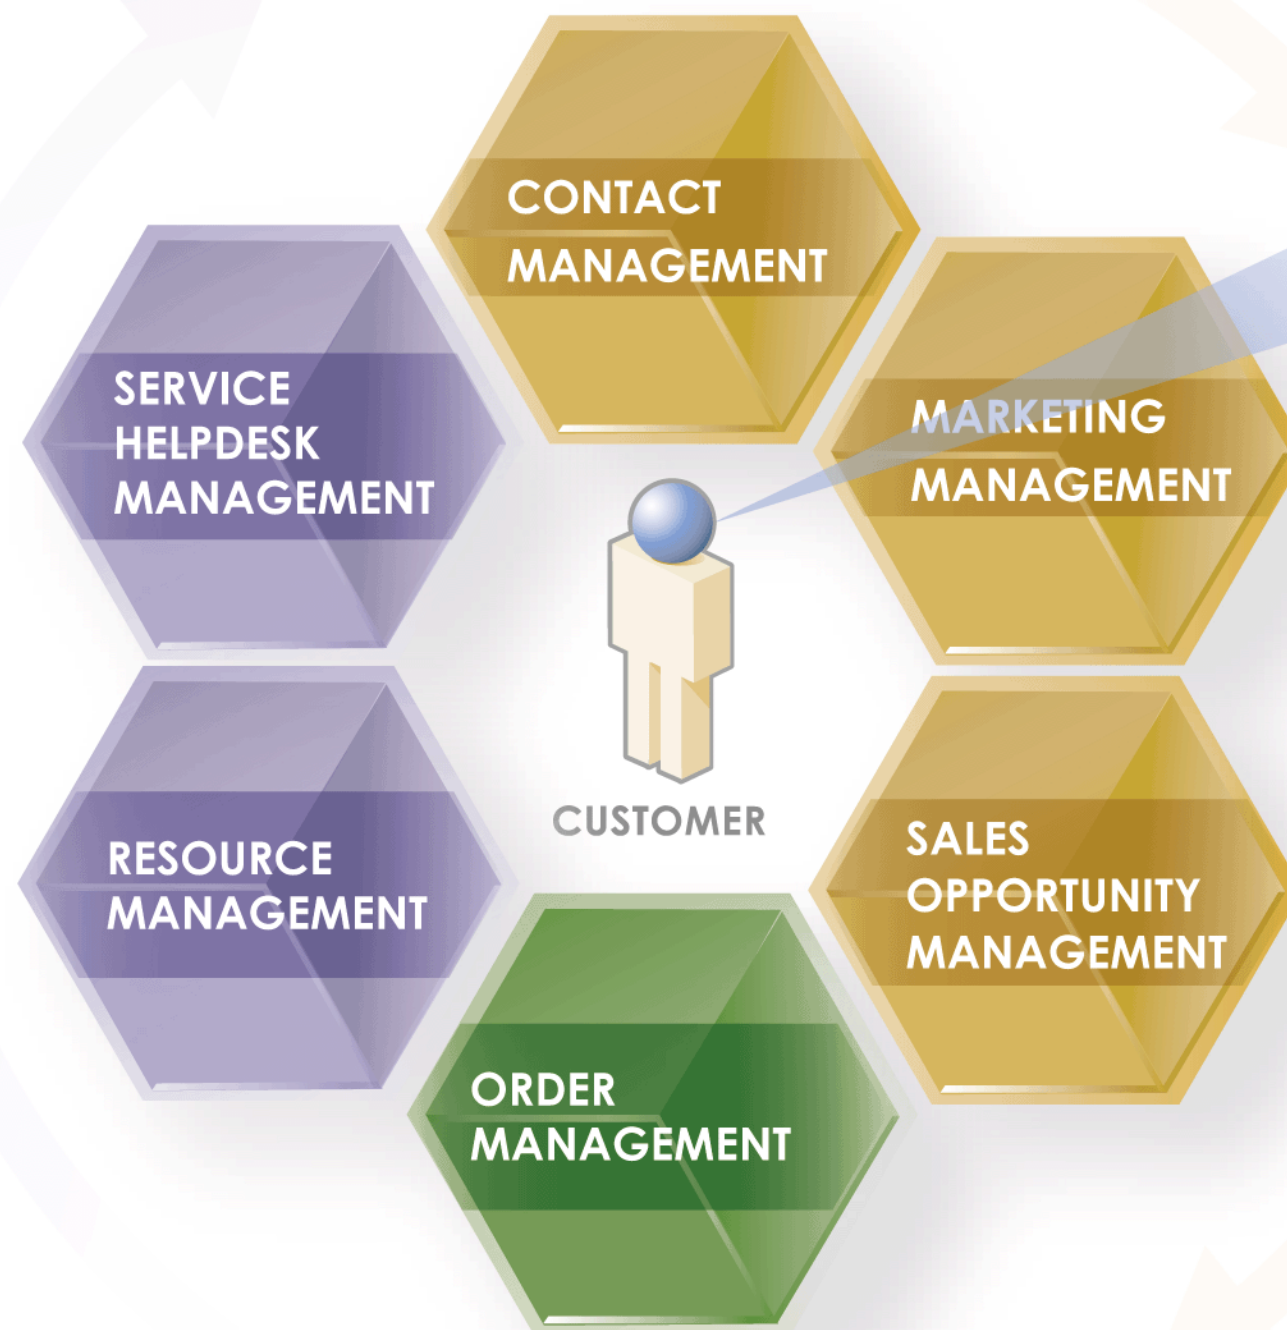 CONTACT
MANAGEMENT
SERVICE
HELPDESK
MANAGEMENT
MARKETING
MANAGEMENT
CUSTOMER
RESOURCE
MANAGEMENT
SALES
OPPORTUNITY
MANAGEMENT
ORDER
MANAGEMENT